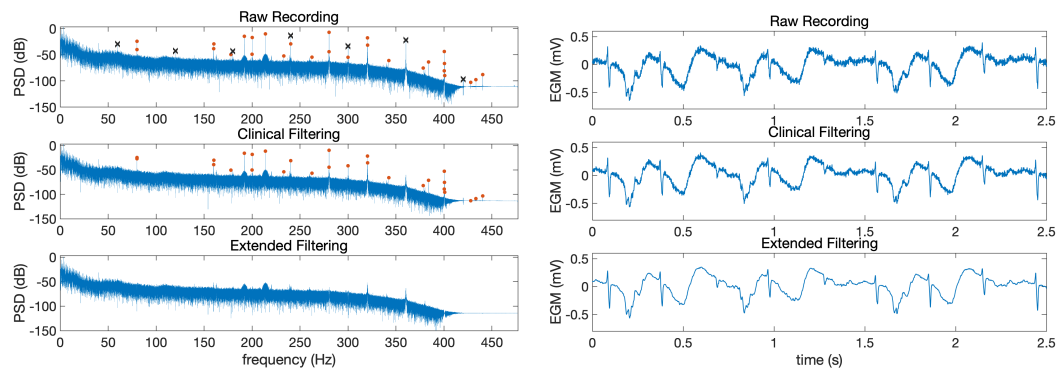 Raw Recording
PSD (dB)
0
-50
-100
-150
0 50 100 150 200 250 300 350 400 450
Clinical Filtering
PSD (dB)
0
-50
-100
-150
0 50 100 150 200 250 300 350 400 450
Extended Filtering
PSD (dB)
0
-50
-100
-150
0 50 100 150 200 250 300 350 400 450
frequency (Hz)
Raw Recording
EGM (mV)
0.5
0
-0.5
0 0.5 1 1.5 2 2.5
Clinical Filtering
EGM (mV)
0.5
0
-0.5
0 0.5 1 1.5 2 2.5
Extended Filtering
EGM (mV)
0.5
0
-0.5
0 0.5 1 1.5 2 2.5
time (s)